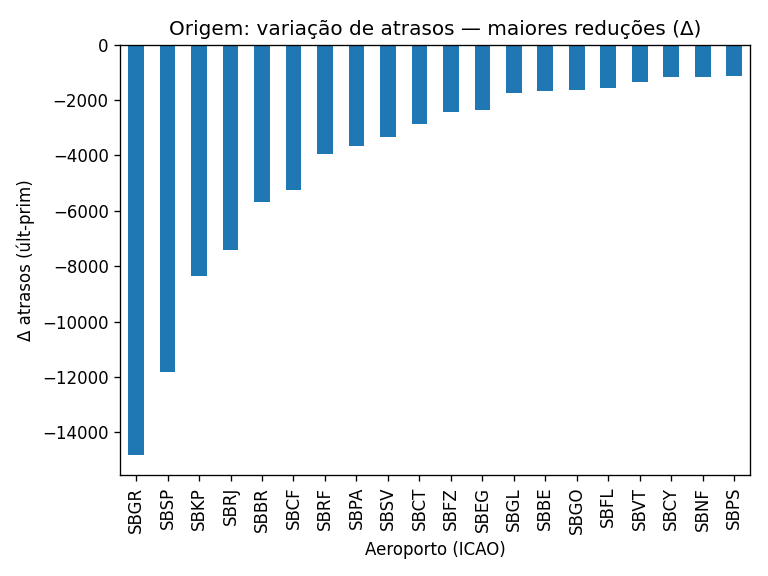 Origem: variação de atrasos — maiores reduções (Δ)
Δ atrasos (últ-prim)
0
−2000
−4000
−6000
−8000
−10000
−12000
−14000
SBGR
SBSP
SBKP
SBRJ
SBBR
SBCF
SBRF
SBPA
SBSV
SBCT
SBFZ
SBEG
SBGL
SBBE
SBGO
SBFL
SBVT
SBCY
SBNF
SBPS
Aeroporto (ICAO)